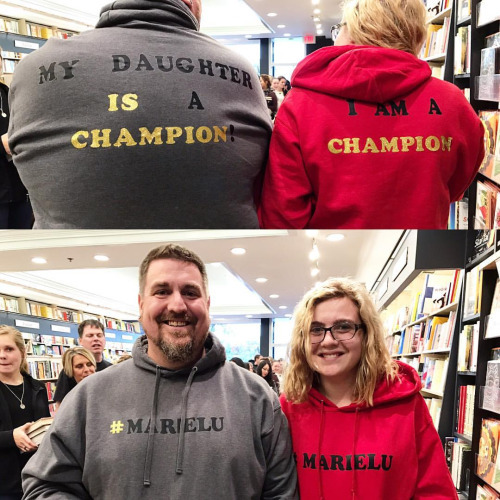 MY DAUGHTER
IS A
CHAMPION!
I AM A
CHAMPION
#MARIELU
#MARIELU